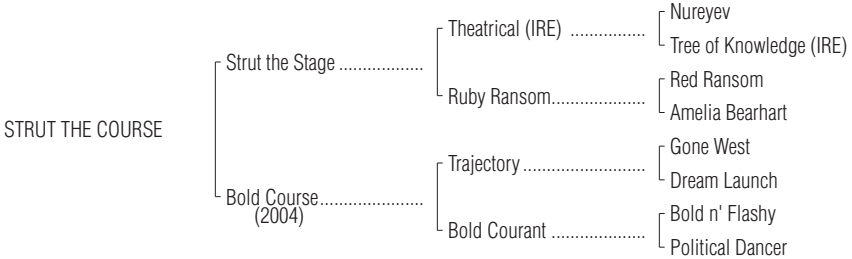 Nureyev
Theatrical (IRE) ................
Tree of Knowledge (IRE)
Strut the Stage ..................
Red Ransom
Ruby Ransom....................
Amelia Bearhart
STRUT THE COURSE
Gone West
Trajectory ..........................
Dream Launch
Bold Course......................
(2004)
Bold n' Flashy
Bold Courant ....................
Political Dancer